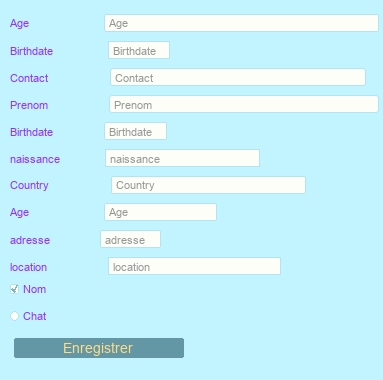 Age Age
Birthdate Birthdate
Contact Contact
Prenom Prenom
Birthdate Birthdate
naissance naissance
Country Country
Age Age
adresse adresse
location location
Nom
Chat
Enregistrer